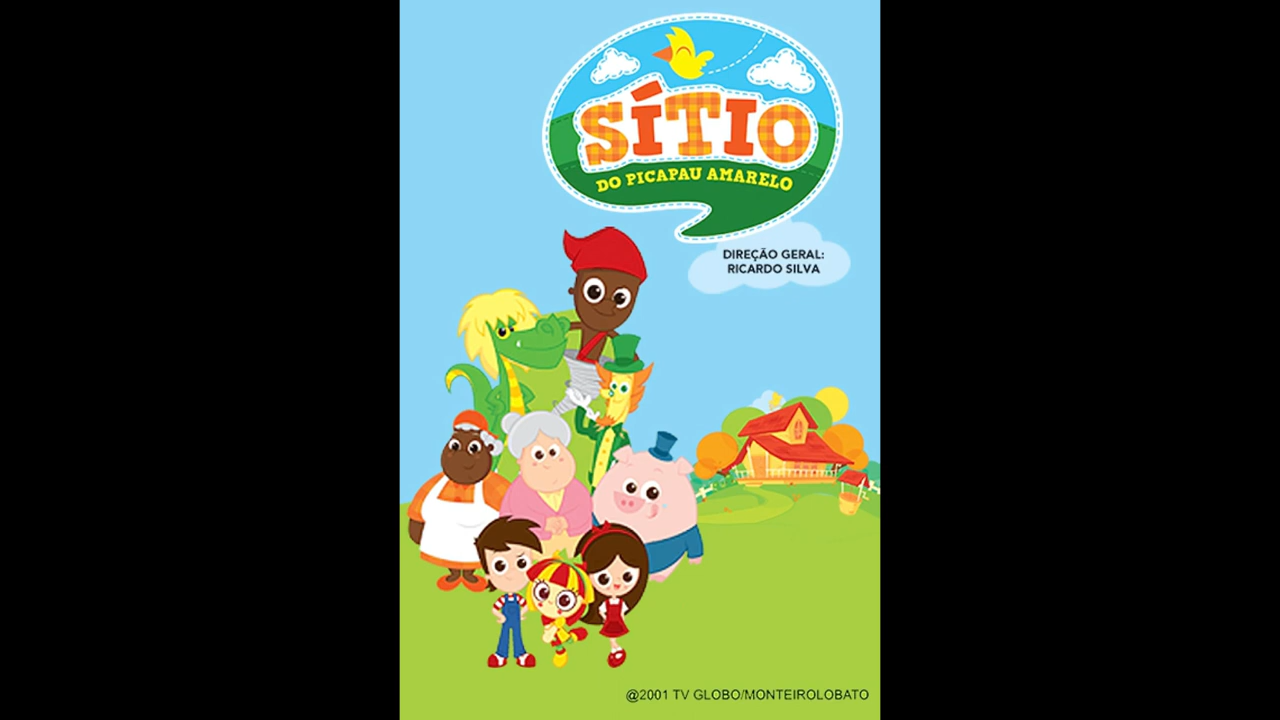 SÍTIO
DO PICAPAU AMARELO
DIREÇÃO GERAL:
RICARDO SILVA
@2001 TV GLOBO/MONTEIROLOBATO